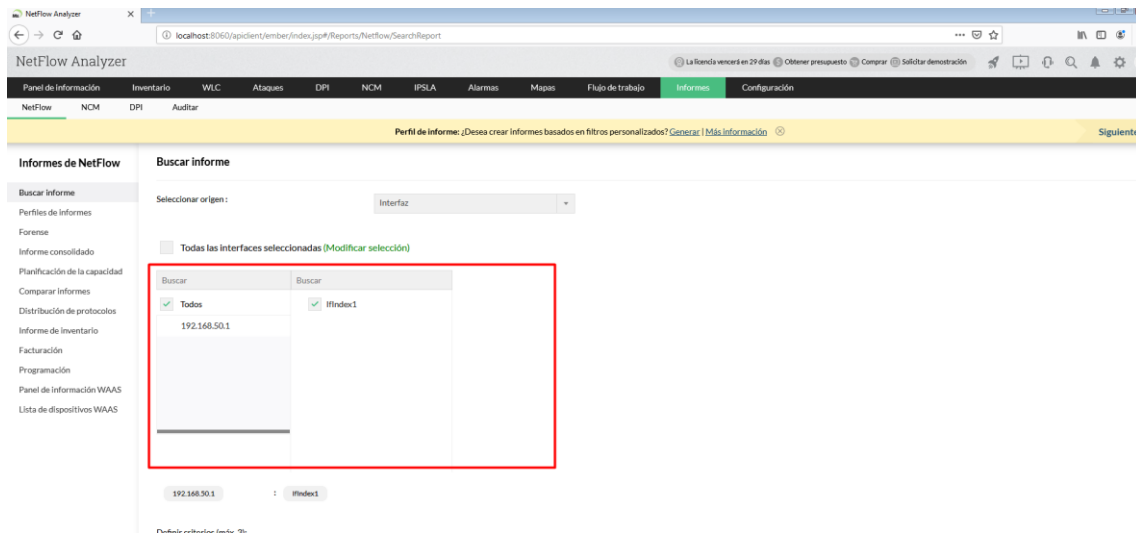 NetFlow Analyzer
localhost:8060/apiclient/ember/index.jsp#/Reports/Netflow/SearchReport
NetFlow Analyzer
La licencia vencerá en 29 días Obtener presupuesto Comprar Solicitar demostración
Panel de información Inventario WLC Ataques DPI NCM IPSLA Alarmas Mapas Flujo de trabajo Informes Configuración
NetFlow NCM DPI Auditar
Perfil de informe: ¿Desea crear informes basados en filtros personalizados? Generar | Más información
Siguiente
Informes de NetFlow
Buscar informe
Perfiles de informes
Forense
Informe consolidado
Planificación de la capacidad
Comparar informes
Distribución de protocolos
Informe de inventario
Facturación
Programación
Panel de información WAAS
Lista de dispositivos WAAS
Buscar informe
Seleccionar origen :
Interfaz
Todas las interfaces seleccionadas (Modificar selección)
Buscar Buscar
Todos IfIndex1
192.168.50.1
192.168.50.1 : IfIndex1
Definir criterios (máx. 3):